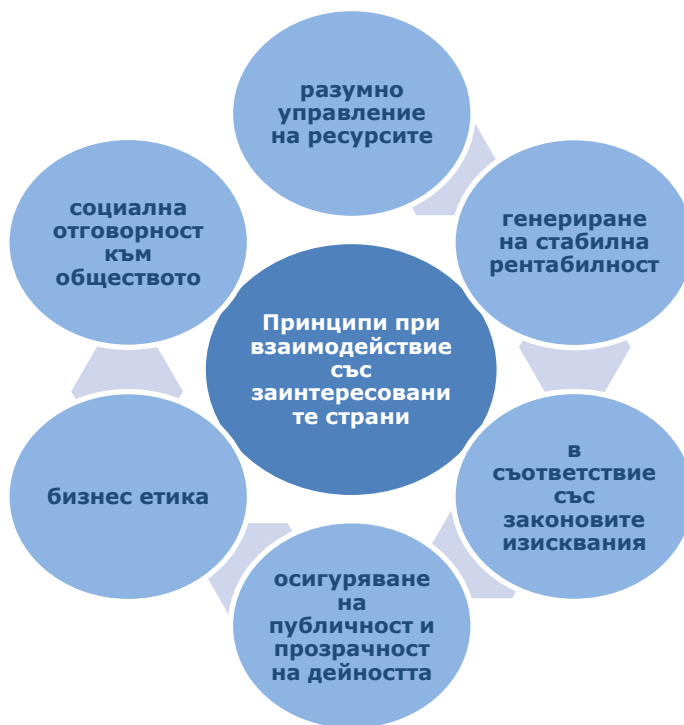 разумно
управление
на ресурсите
генериране
на стабилна
рентабилност
в
съответствие
със
законовите
изисквания
осигуряване
на
публичност и
прозрачност
на дейността
бизнес етика
социална
отговорност
към
обществото
Принципи при
взаимодействие
със
заинтересовани
те страни